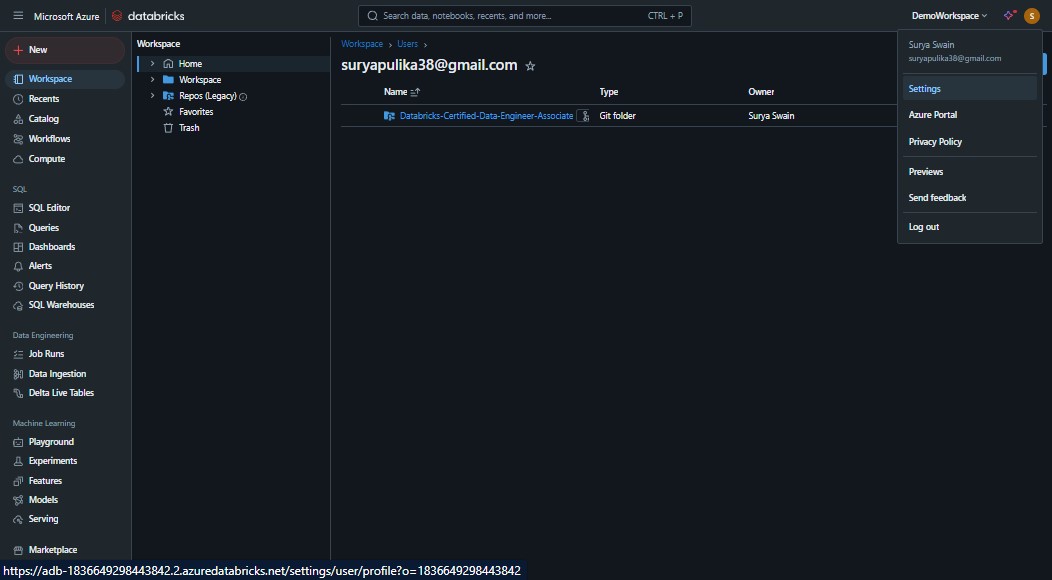 Microsoft Azure databricks Search data, notebooks, recents, and more... CTRL + P DemoWorkspace S
New
Workspace
Recents
Catalog
Workflows
Compute
SQL
SQL Editor
Queries
Dashboards
Alerts
Query History
SQL Warehouses
Data Engineering
Job Runs
Data Ingestion
Delta Live Tables
Machine Learning
Playground
Experiments
Features
Models
Serving
Marketplace
Workspace
Home
Workspace
Repos (Legacy)
Favorites
Trash
Workspace > Users >
suryapulika38@gmail.com
Name Type Owner
Databricks-Certified-Data-Engineer-Associate Git folder Surya Swain
Surya Swain
suryapulika38@gmail.com
Settings
Azure Portal
Privacy Policy
Previews
Send feedback
Log out
https://adb-1836649298443842.2.azuredatabricks.net/settings/user/profile?o=1836649298443842